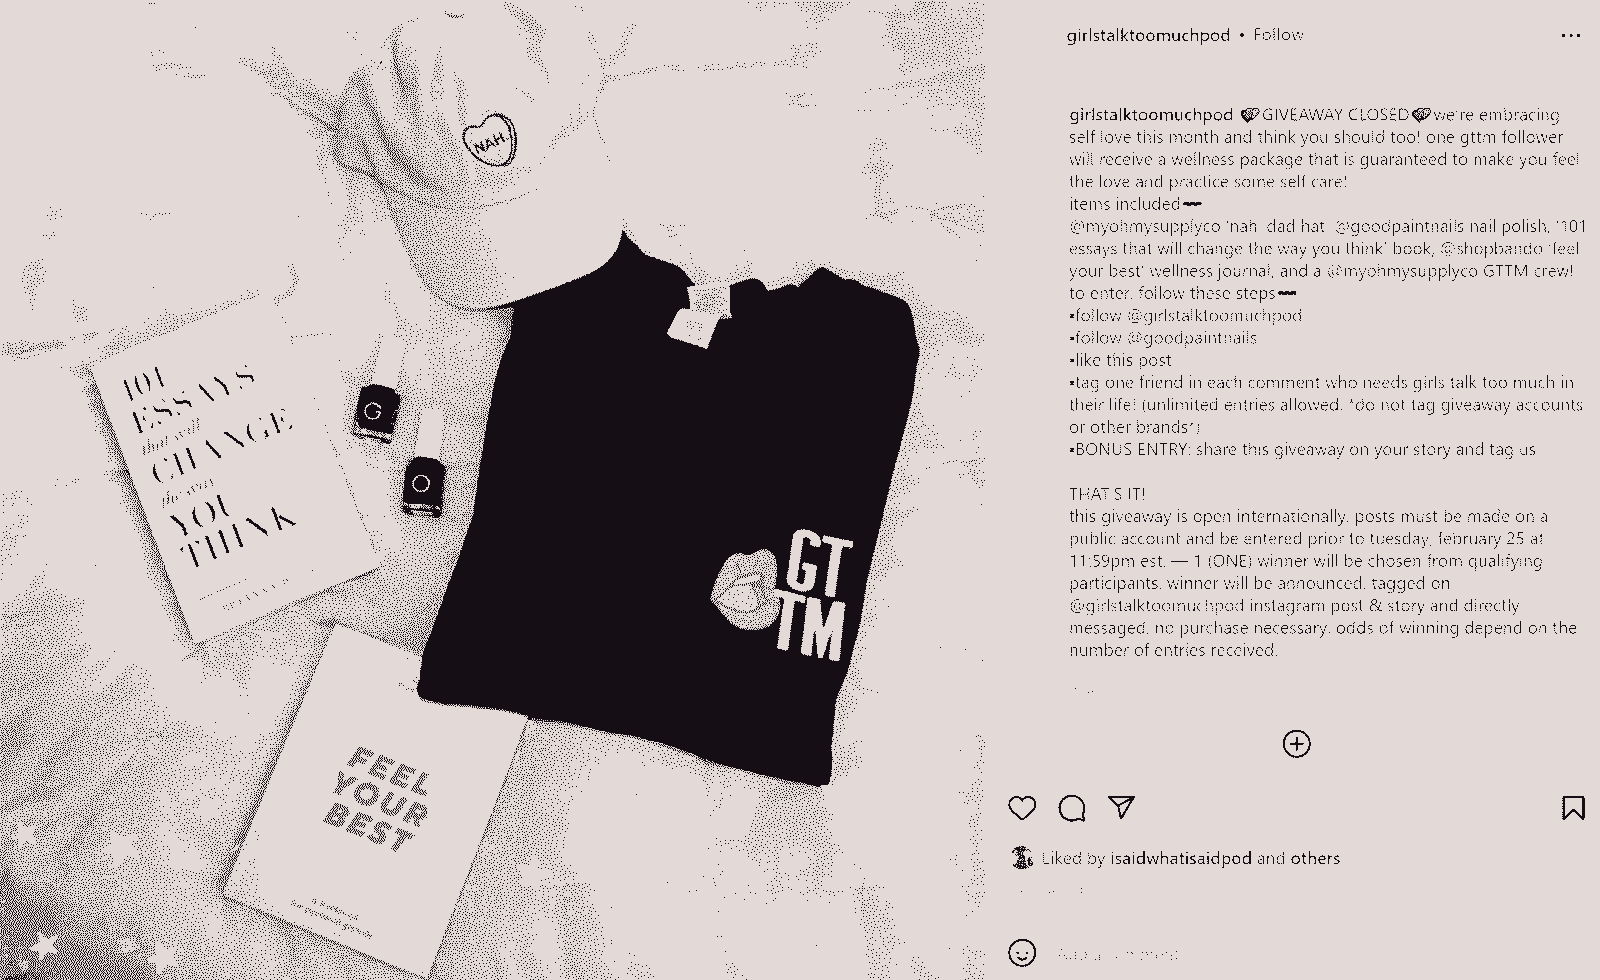 NAH.
101
ESSAYS
that will
CHANGE
the way
YOU
THINK
G
O
GT
TM
FEEL
YOUR
BEST
girlstalktoomuchpod • Follow
girlstalktoomuchpod GIVEAWAY CLOSED we're embracing
self love this month and think you should too! one gttm follower
will receive a wellness package that is guaranteed to make you feel
the love and practice some self care!
items included
@myohmysupplyco 'nah' dad hat, @goodpaintnails nail polish, '101
essays that will change the way you think' book, @shopbando 'feel
your best' wellness journal, and a @myohmysupplyco GTTM crew!
to enter, follow these steps
▪follow @girlstalktoomuchpod
▪follow @goodpaintnails
▪like this post
▪tag one friend in each comment who needs girls talk too much in
their life! (unlimited entries allowed. *do not tag giveaway accounts
or other brands*)
▪BONUS ENTRY: share this giveaway on your story and tag us
THAT'S IT!
this giveaway is open internationally. posts must be made on a
public account and be entered prior to tuesday, february 25 at
11:59pm est. — 1 (ONE) winner will be chosen from qualifying
participants. winner will be announced, tagged on
@girlstalktoomuchpod instagram post & story and directly
messaged. no purchase necessary. odds of winning depend on the
number of entries received.
Liked by isaidwhatisaidpod and others